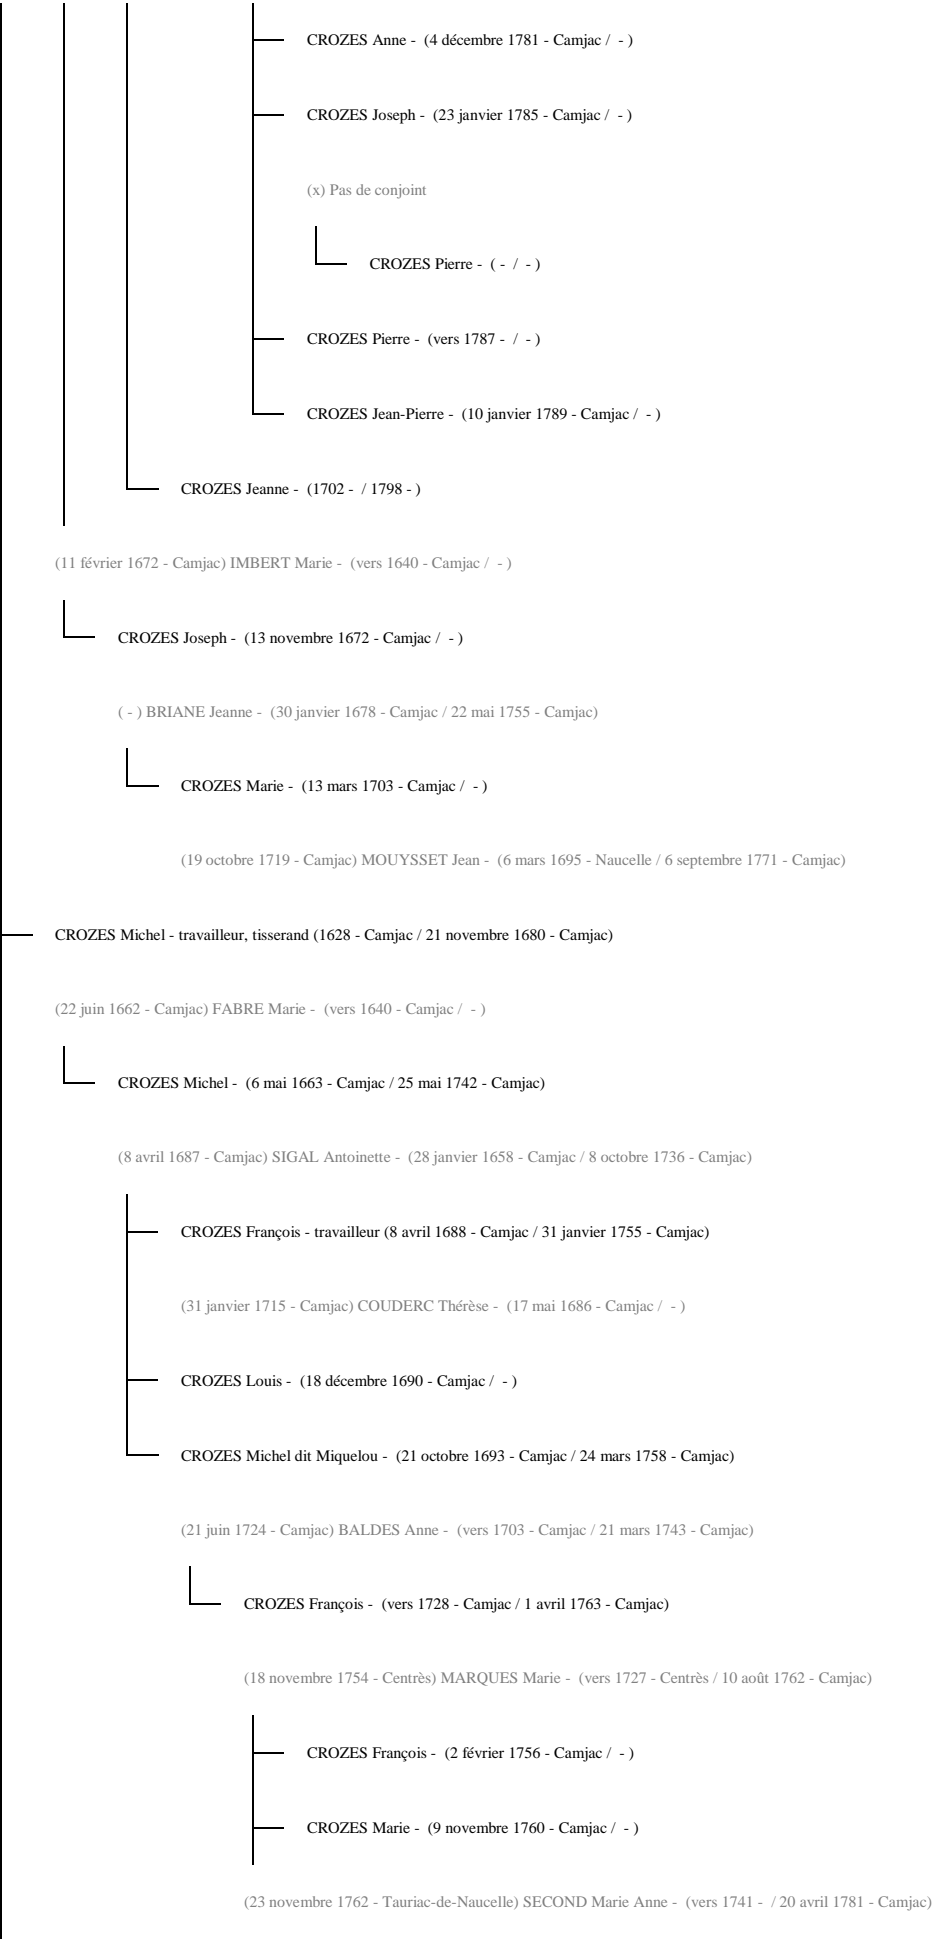 CROZES Anne - (4 décembre 1781 - Camjac / - )
CROZES Joseph - (23 janvier 1785 - Camjac / - )
(x) Pas de conjoint
CROZES Pierre - ( - / - )
CROZES Pierre - (vers 1787 - / - )
CROZES Jean-Pierre - (10 janvier 1789 - Camjac / - )
CROZES Jeanne - (1702 - / 1798 - )
(11 février 1672 - Camjac) IMBERT Marie - (vers 1640 - Camjac / - )
CROZES Joseph - (13 novembre 1672 - Camjac / - )
( - ) BRIANE Jeanne - (30 janvier 1678 - Camjac / 22 mai 1755 - Camjac)
CROZES Marie - (13 mars 1703 - Camjac / - )
(19 octobre 1719 - Camjac) MOUYSSET Jean - (6 mars 1695 - Naucelle / 6 septembre 1771 - Camjac)
CROZES Michel - travailleur, tisserand (1628 - Camjac / 21 novembre 1680 - Camjac)
(22 juin 1662 - Camjac) FABRE Marie - (vers 1640 - Camjac / - )
CROZES Michel - (6 mai 1663 - Camjac / 25 mai 1742 - Camjac)
(8 avril 1687 - Camjac) SIGAL Antoinette - (28 janvier 1658 - Camjac / 8 octobre 1736 - Camjac)
CROZES François - travailleur (8 avril 1688 - Camjac / 31 janvier 1755 - Camjac)
(31 janvier 1715 - Camjac) COUDERC Thérèse - (17 mai 1686 - Camjac / - )
CROZES Louis - (18 décembre 1690 - Camjac / - )
CROZES Michel dit Miquelou - (21 octobre 1693 - Camjac / 24 mars 1758 - Camjac)
(21 juin 1724 - Camjac) BALDES Anne - (vers 1703 - Camjac / 21 mars 1743 - Camjac)
CROZES François - (vers 1728 - Camjac / 1 avril 1763 - Camjac)
(18 novembre 1754 - Centrès) MARQUES Marie - (vers 1727 - Centrès / 10 août 1762 - Camjac)
CROZES François - (2 février 1756 - Camjac / - )
CROZES Marie - (9 novembre 1760 - Camjac / - )
(23 novembre 1762 - Tauriac-de-Naucelle) SECOND Marie Anne - (vers 1741 - / 20 avril 1781 - Camjac)